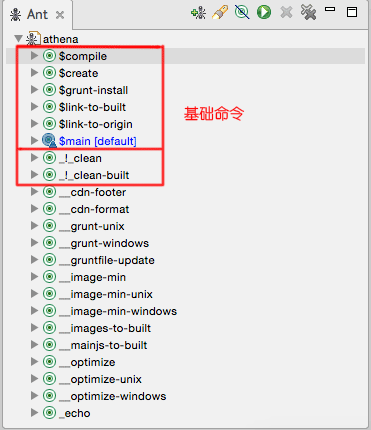 Ant
athena
$compile
$create
$grunt-install
$link-to-built
$link-to-origin
$main [default]
_!_clean
_!_clean-built
__cdn-footer
__cdn-format
__grunt-unix
__grunt-windows
__gruntfile-update
__image-min
__image-min-unix
__image-min-windows
__images-to-built
__mainjs-to-built
__optimize
__optimize-unix
__optimize-windows
_echo
基础命令